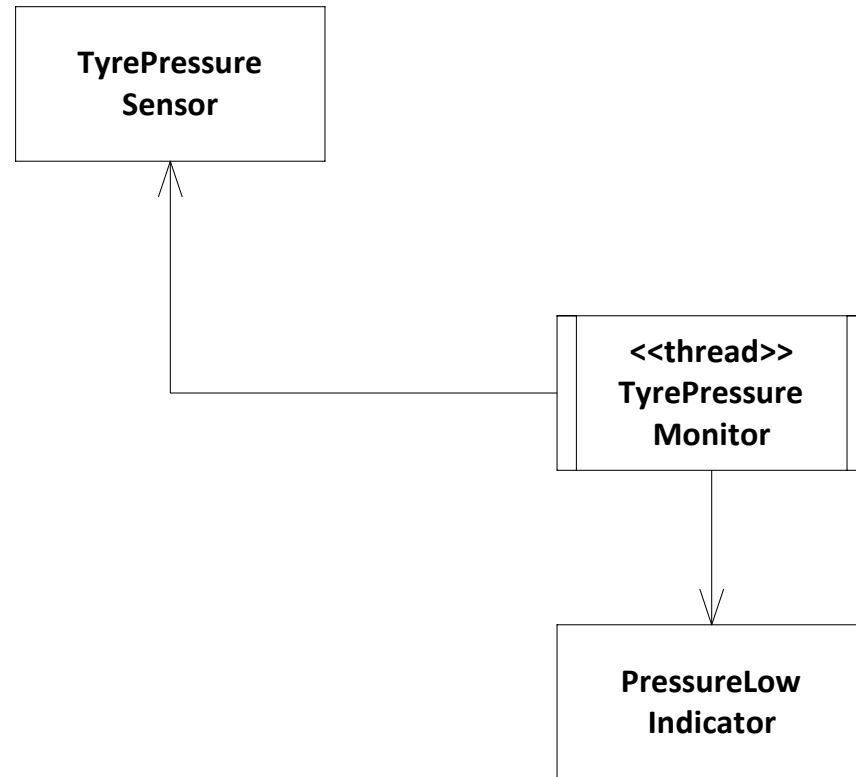 TyrePressure
Sensor
<<thread>>
TyrePressure
Monitor
PressureLow
Indicator